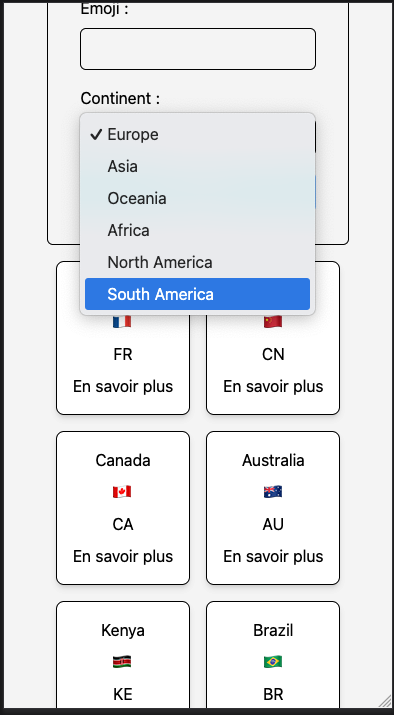 Emoji :
Continent :
✓ Europe
Asia
Oceania
Africa
North America
South America
FR
CN
En savoir plus
En savoir plus
Canada
Australia
CA
AU
En savoir plus
En savoir plus
Kenya
Brazil
KE
BR